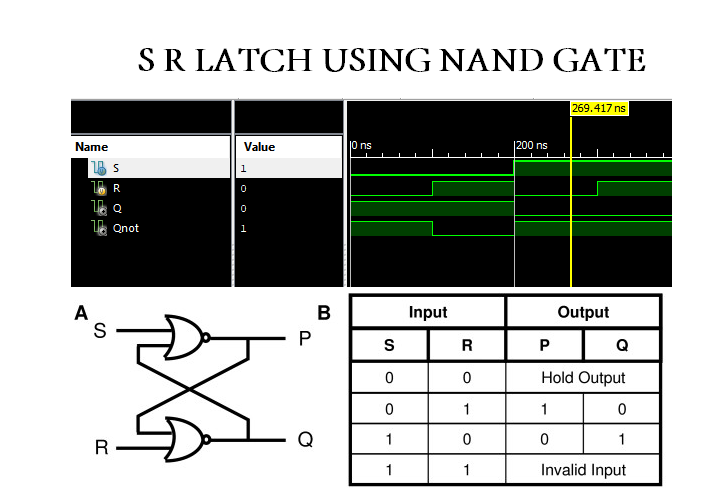 S R LATCH USING NAND GATE
269.417 ns
Name Value
0 ns 200 ns
S 1
R 0
Q 0
Qnot 1
A B
S P
R Q
Input Output
S R P Q
0 0 Hold Output
0 1 1 0
1 0 0 1
1 1 Invalid Input